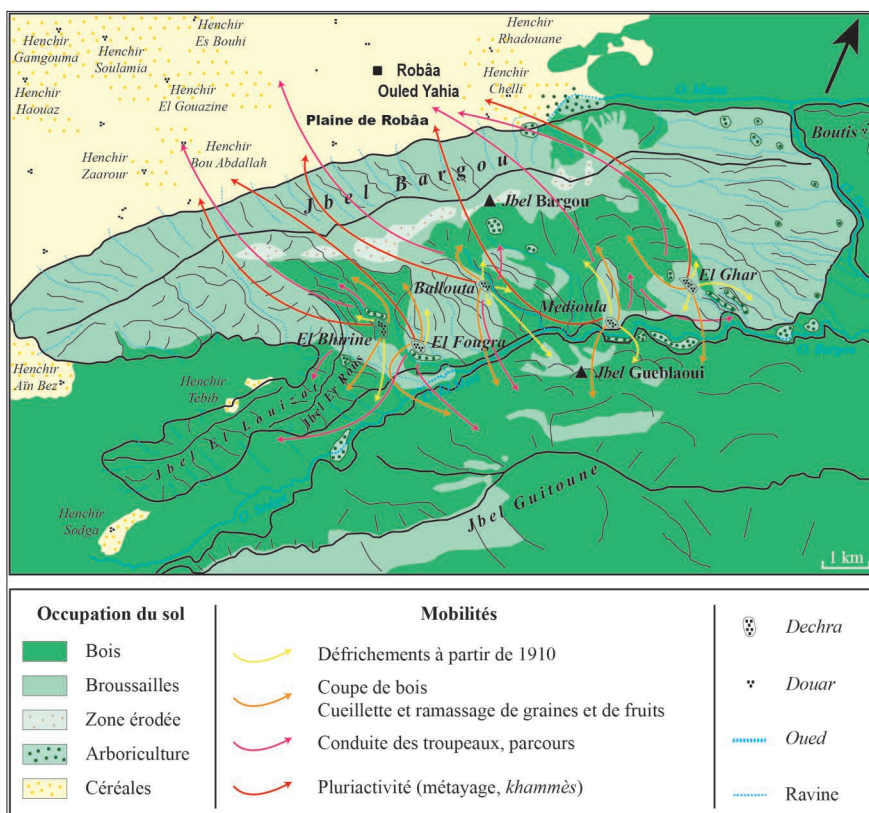 Henchir
Gamgouma
Henchir
Soulamia
Henchir
Es Bouhi
Henchir
Rhadouane
Henchir
Haouaz
Henchir
El Gouazine
Robâa
Ouled Yahia
Henchir
Chelli
Plaine de Robâa
Boutis
Henchir
Zaarour
Henchir
Bou Abdallah
Jbel Bargou
Jbel Bargou
El Ghar
Ballouta
Medjoula
El Bhirine
El Fougra
O. Bargou
Henchir
Aïn Bez
Henchir
Tebib
Jbel Gueblaoui
Jbel El Louizat
Jbel Er Rihis
Henchir
Sodga
Jbel Guitoune
1 km
Occupation du sol
Bois
Broussailles
Zone érodée
Arboriculture
Céréales
Mobilités
Défrichements à partir de 1910
Coupe de bois
Cueillette et ramassage de graines et de fruits
Conduite des troupeaux, parcours
Pluriactivité (métayage, khammès)
Dechra
Douar
Oued
Ravine